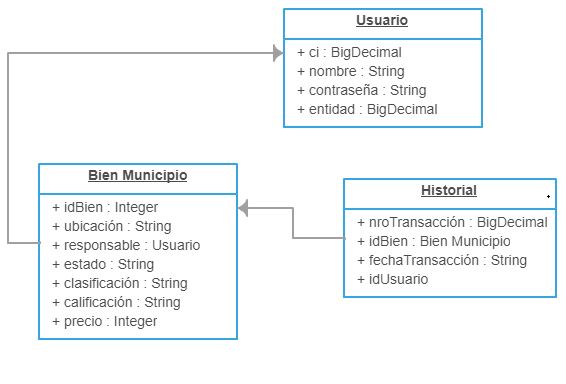 Usuario
+ ci : BigDecimal
+ nombre : String
+ contraseña : String
+ entidad : BigDecimal
Bien Municipio
+ idBien : Integer
+ ubicación : String
+ responsable : Usuario
+ estado : String
+ clasificación : String
+ calificación : String
+ precio : Integer
Historial
+ nroTransacción : BigDecimal
+ idBien : Bien Municipio
+ fechaTransacción : String
+ idUsuario